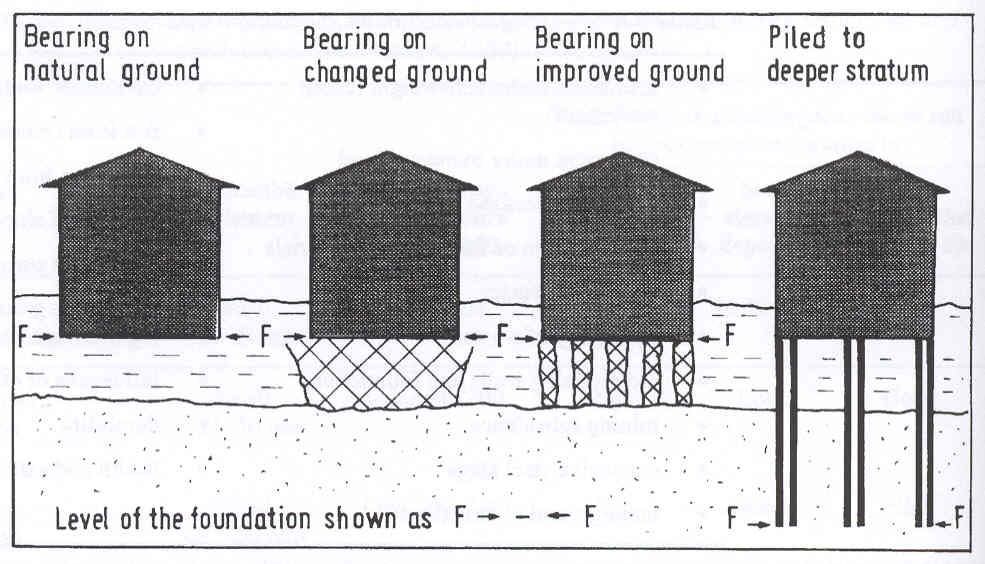 Bearing on
natural ground
Bearing on
changed ground
Bearing on
improved ground
Piled to
deeper stratum
F F F F
F F
Level of the foundation shown as F F